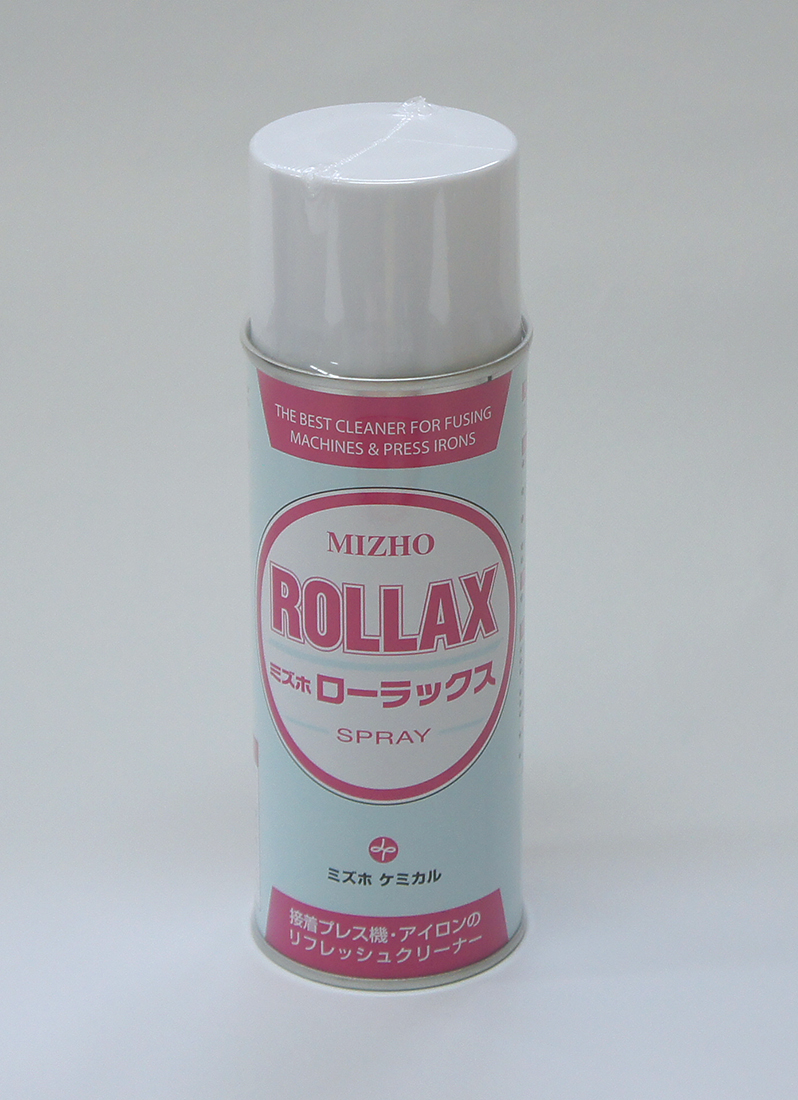 THE BEST CLEANER FOR FUSING
MACHINES & PRESS IRONS
MIZHO
ROLLAX
ミズホ ローラックス
SPRAY
ミズホ ケミカル
接着プレス機・アイロンの
リフレッシュクリーナー